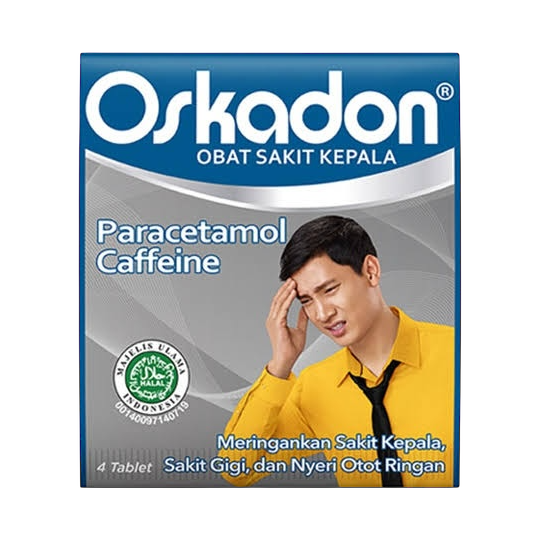 Oskadon®
OBAT SAKIT KEPALA
Paracetamol
Caffeine
MAJELIS ULAMA
INDONESIA
حلال
HALAL
00140097140719
Meringankan Sakit Kepala,
4 Tablet
Sakit Gigi, dan Nyeri Otot Ringan